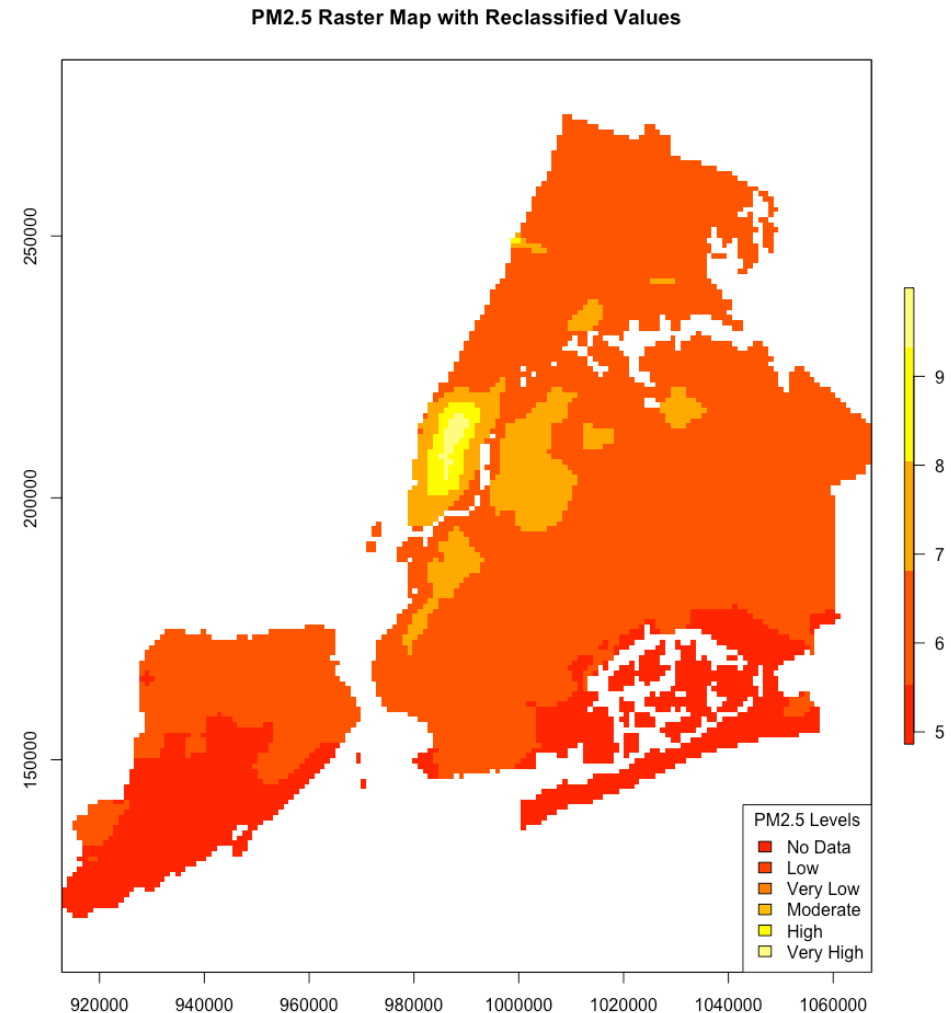 PM2.5 Raster Map with Reclassified Values
250000
200000
150000
9
8
7
6
5
PM2.5 Levels
No Data
Low
Very Low
Moderate
High
Very High
920000 940000 960000 980000 1000000 1020000 1040000 1060000